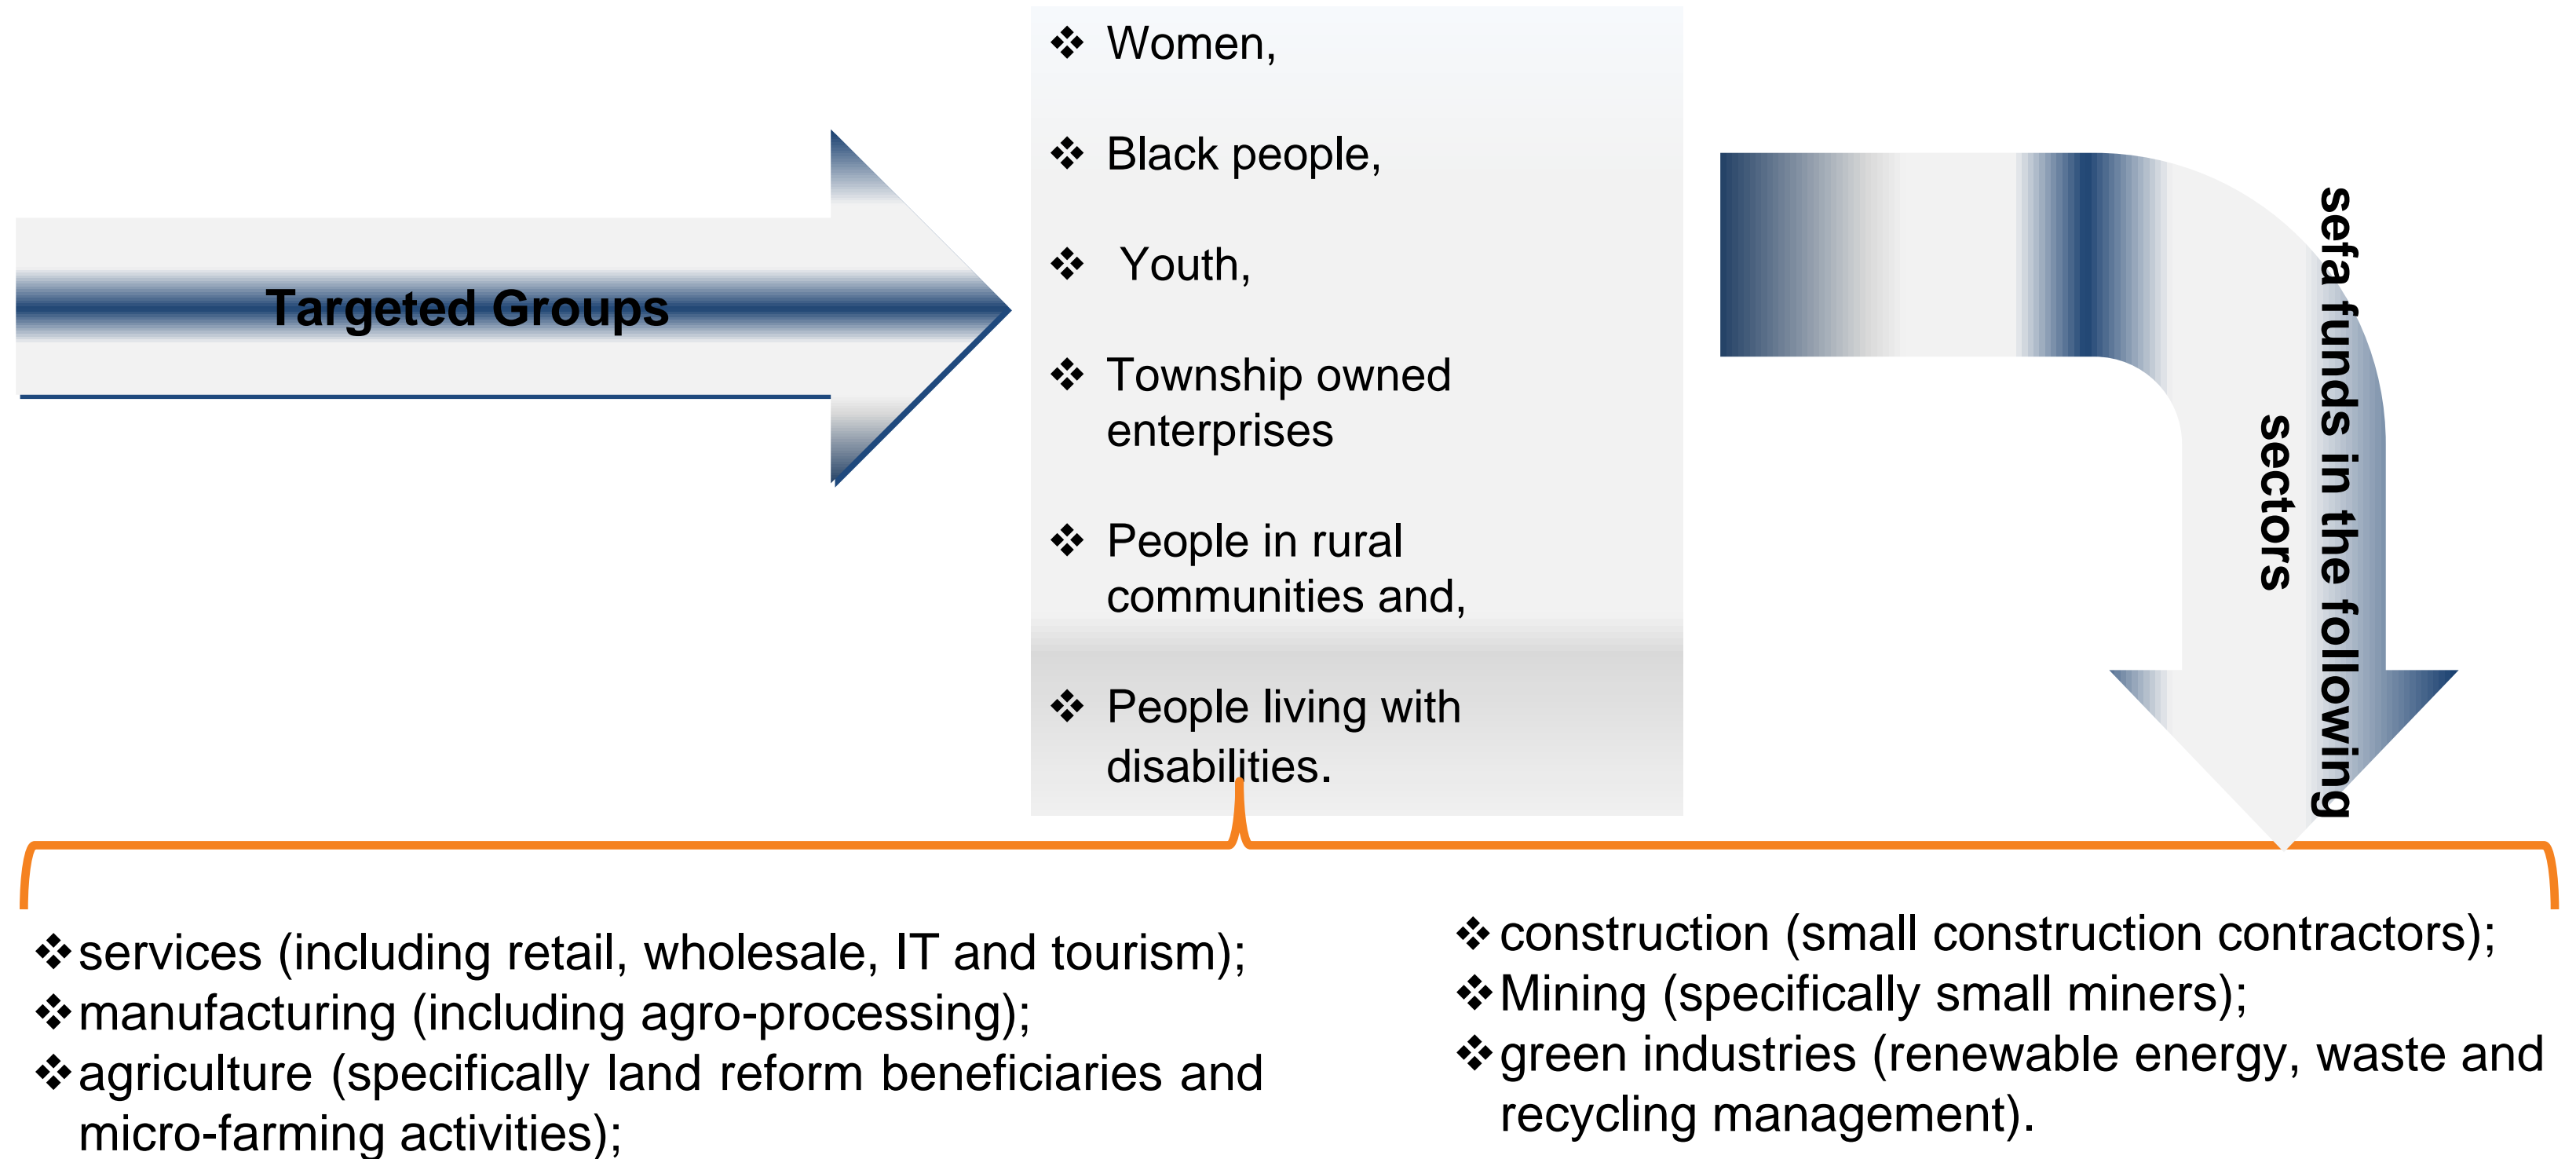 Targeted Groups
❖ Women,
❖ Black people,
❖ Youth,
❖ Township owned
enterprises
❖ People in rural
communities and,
❖ People living with
disabilities.
sefa funds in the following
sectors
❖services (including retail, wholesale, IT and tourism);
❖manufacturing (including agro-processing);
❖agriculture (specifically land reform beneficiaries and
micro-farming activities);
❖construction (small construction contractors);
❖Mining (specifically small miners);
❖green industries (renewable energy, waste and
recycling management).